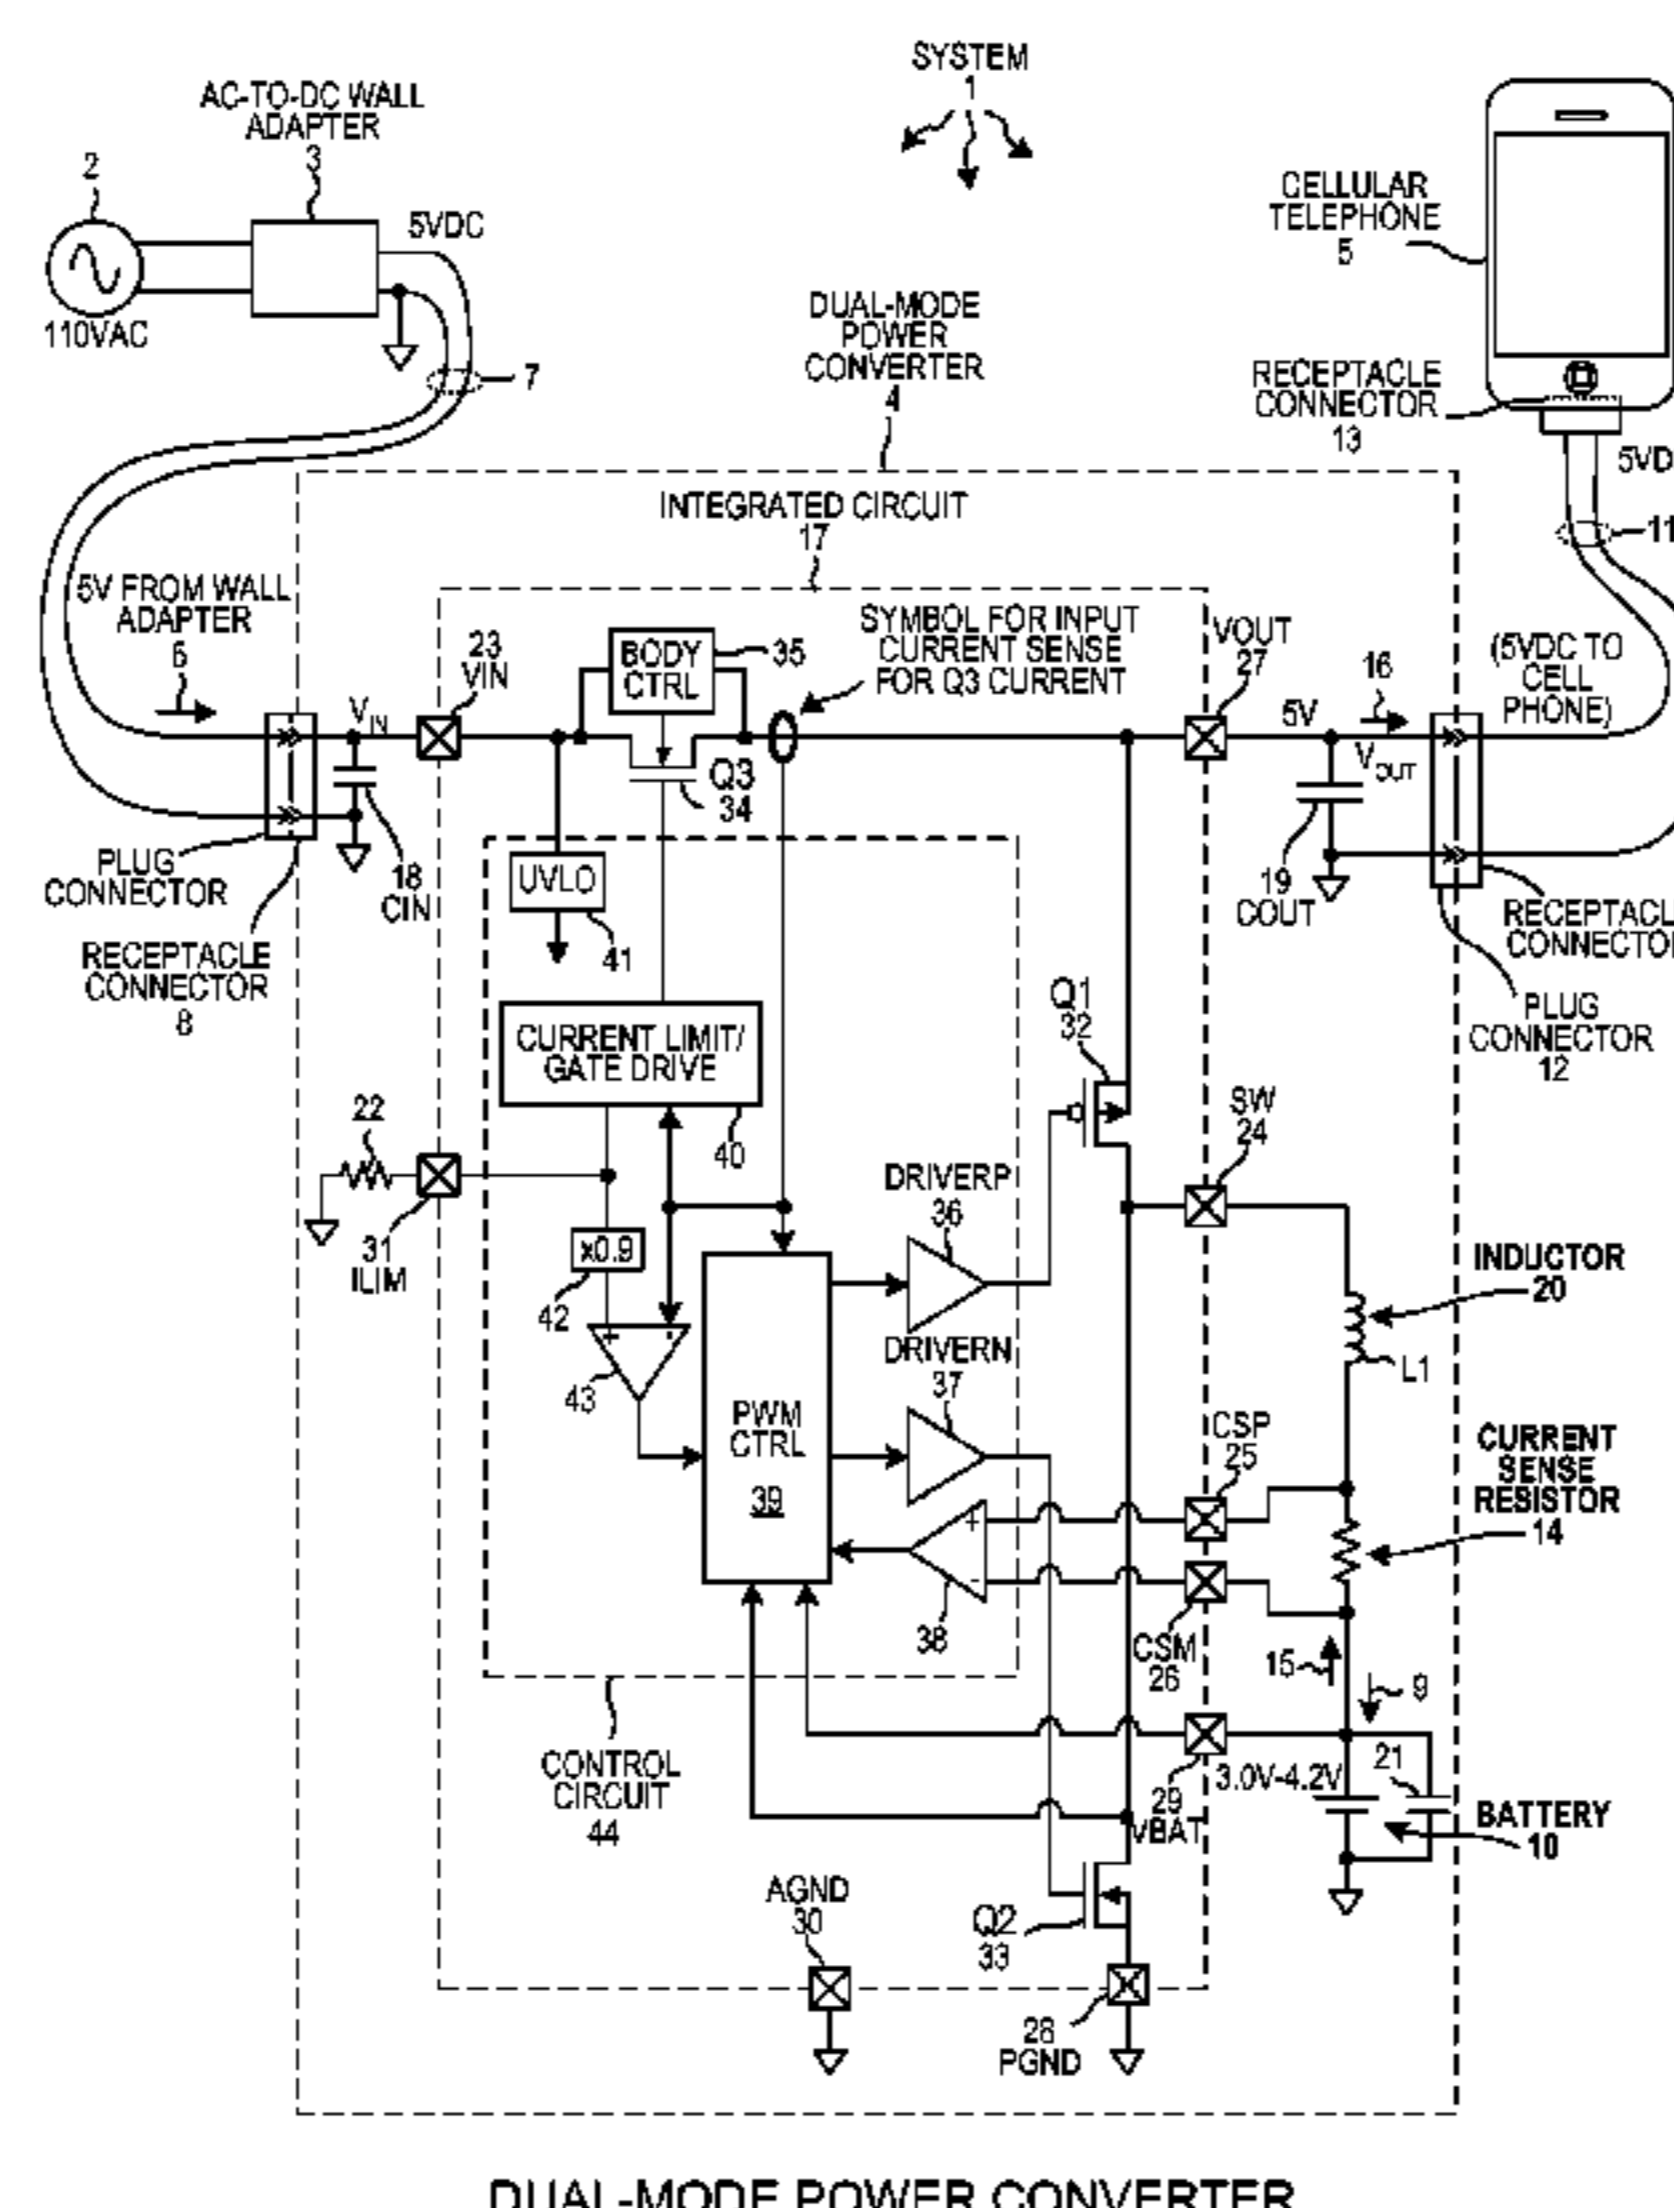 SYSTEM
1
AC-TO-DC WALL
ADAPTER
3
2
5VDC
110VAC
7
CELLULAR
TELEPHONE
5
DUAL-MODE
POWER
CONVERTER
4
RECEPTACLE
CONNECTOR
13
5VD
11
INTEGRATED CIRCUIT
17
5V FROM WALL
ADAPTER
6
23
VIN
BODY
CTRL
35
SYMBOL FOR INPUT
CURRENT SENSE
FOR Q3 CURRENT
VOUT
27
16
(5VDC TO
CELL
PHONE)
VIN
5V
VOUT
Q3
34
PLUG
CONNECTOR
18
CIN
UVLO
41
19
COUT
RECEPTACL
CONNECTO
RECEPTACLE
CONNECTOR
8
Q1
32
PLUG
CONNECTOR
12
CURRENT LIMIT/
GATE DRIVE
40
22
SW
24
31
ILIM
DRIVERP
36
x0.9
42
INDUCTOR
20
+ -
43
DRIVERN
37
L1
PWM
CTRL
39
CSP
25
CURRENT
SENSE
RESISTOR
14
+
-
38
CSM
26
15
9
CONTROL
CIRCUIT
44
29
VBAT
3.0V-4.2V
21
BATTERY
10
AGND
30
Q2
33
28
PGND
DUAL-MODE POWER CONVERTER